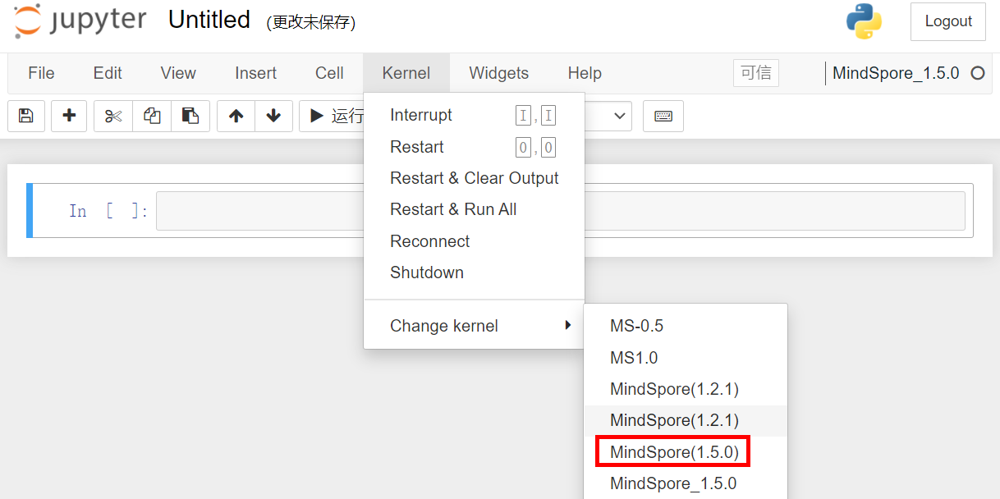 jupyter Untitled (更改未保存) Logout
File Edit View Insert Cell Kernel Widgets Help 可信 MindSpore_1.5.0
运行
Interrupt I,I
Restart 0,0
Restart & Clear Output
Restart & Run All
Reconnect
Shutdown
Change kernel
In [ ]:
MS-0.5
MS1.0
MindSpore(1.2.1)
MindSpore(1.2.1)
MindSpore(1.5.0)
MindSpore_1.5.0